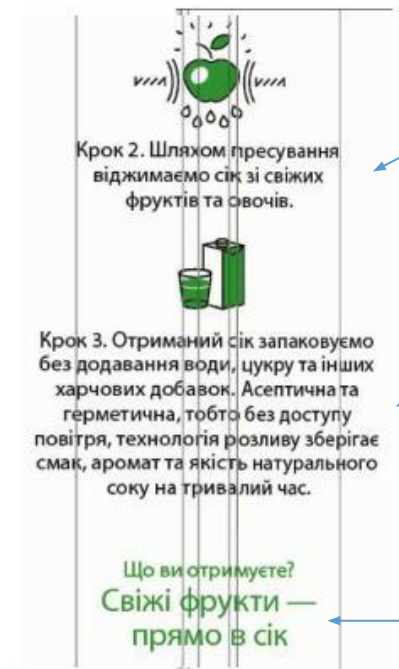 Крок 2. Шляхом пресування
віджимаємо сік зі свіжих
фруктів та овочів.
Крок 3. Отриманий сік запаковуємо
без додавання води, цукру та інших
харчових добавок. Асептична та
герметична, тобто без доступу
повітря, технологія розливу зберігає
смак, аромат та якість натурального
соку на тривалий час.
Що ви отримуєте?
Свіжі фрукти —
прямо в сік